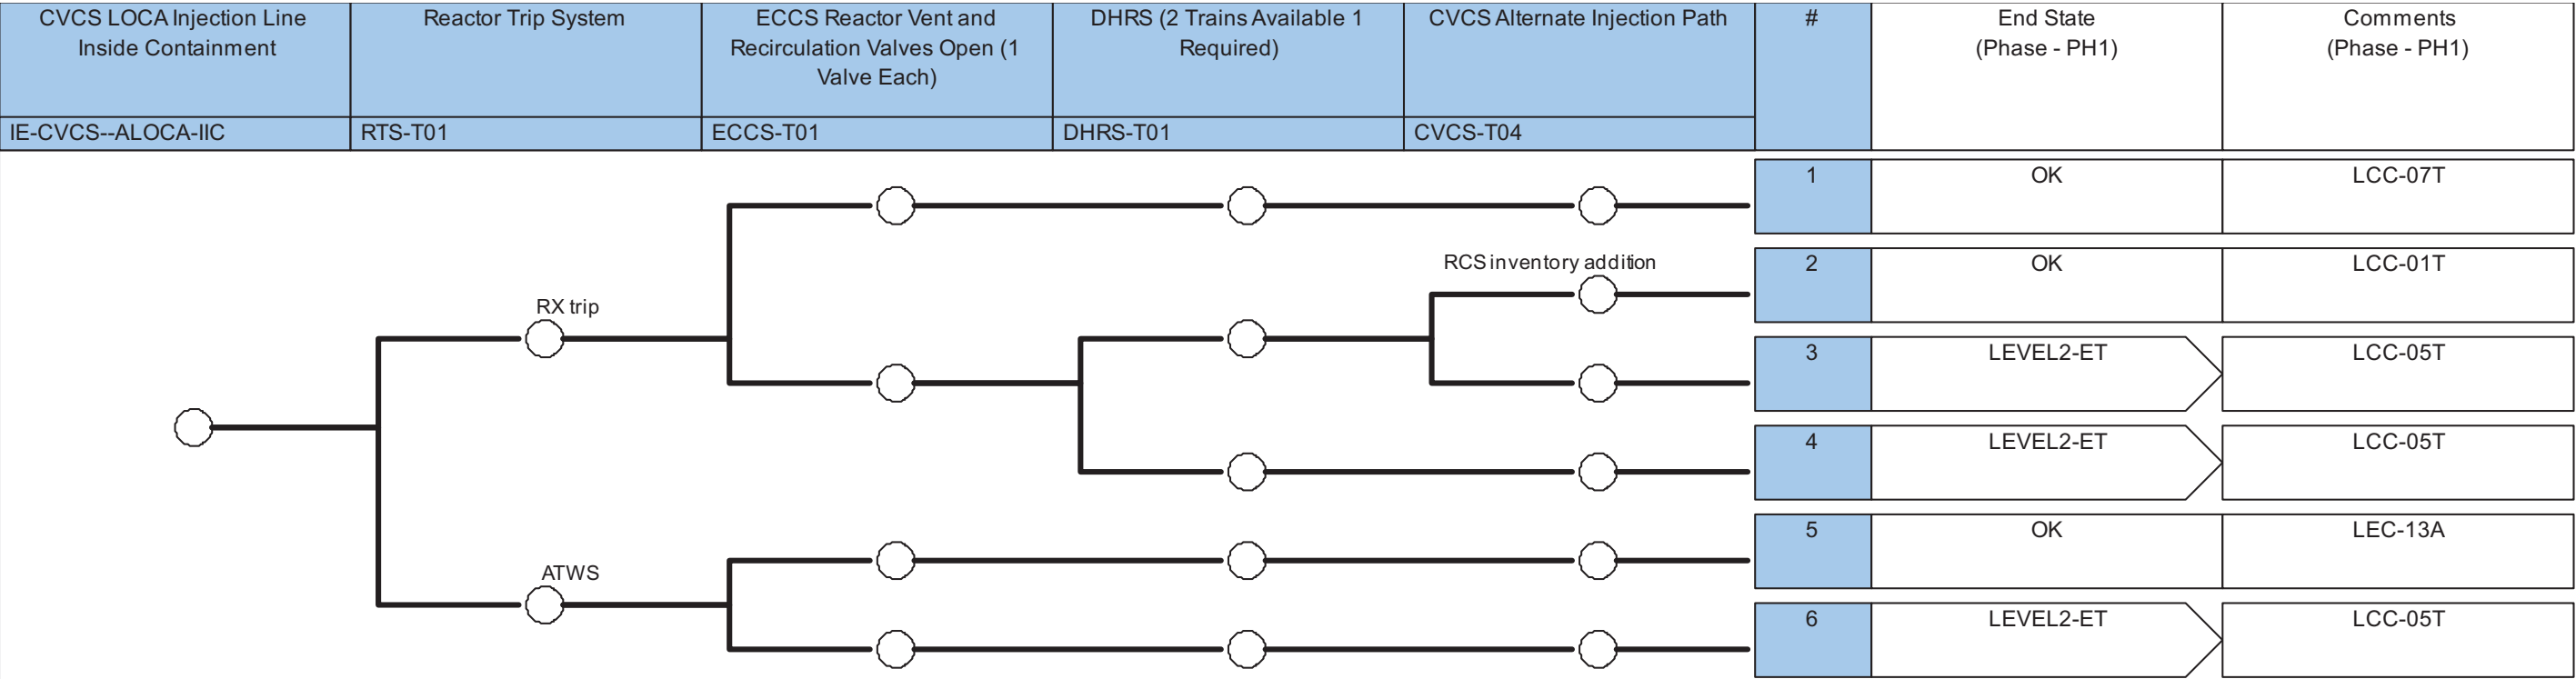 CVCS LOCA Injection Line
Inside Containment
Reactor Trip System
ECCS Reactor Vent and
Recirculation Valves Open (1
Valve Each)
DHRS (2 Trains Available 1
Required)
CVCS Alternate Injection Path
#
End State
(Phase - PH1)
Comments
(Phase - PH1)
IE-CVCS--ALOCA-IIC
RTS-T01
ECCS-T01
DHRS-T01
CVCS-T04
1
OK
LCC-07T
RCS inventory addition
2
OK
LCC-01T
RX trip
3
LEVEL2-ET
LCC-05T
4
LEVEL2-ET
LCC-05T
5
OK
LEC-13A
ATWS
6
LEVEL2-ET
LCC-05T